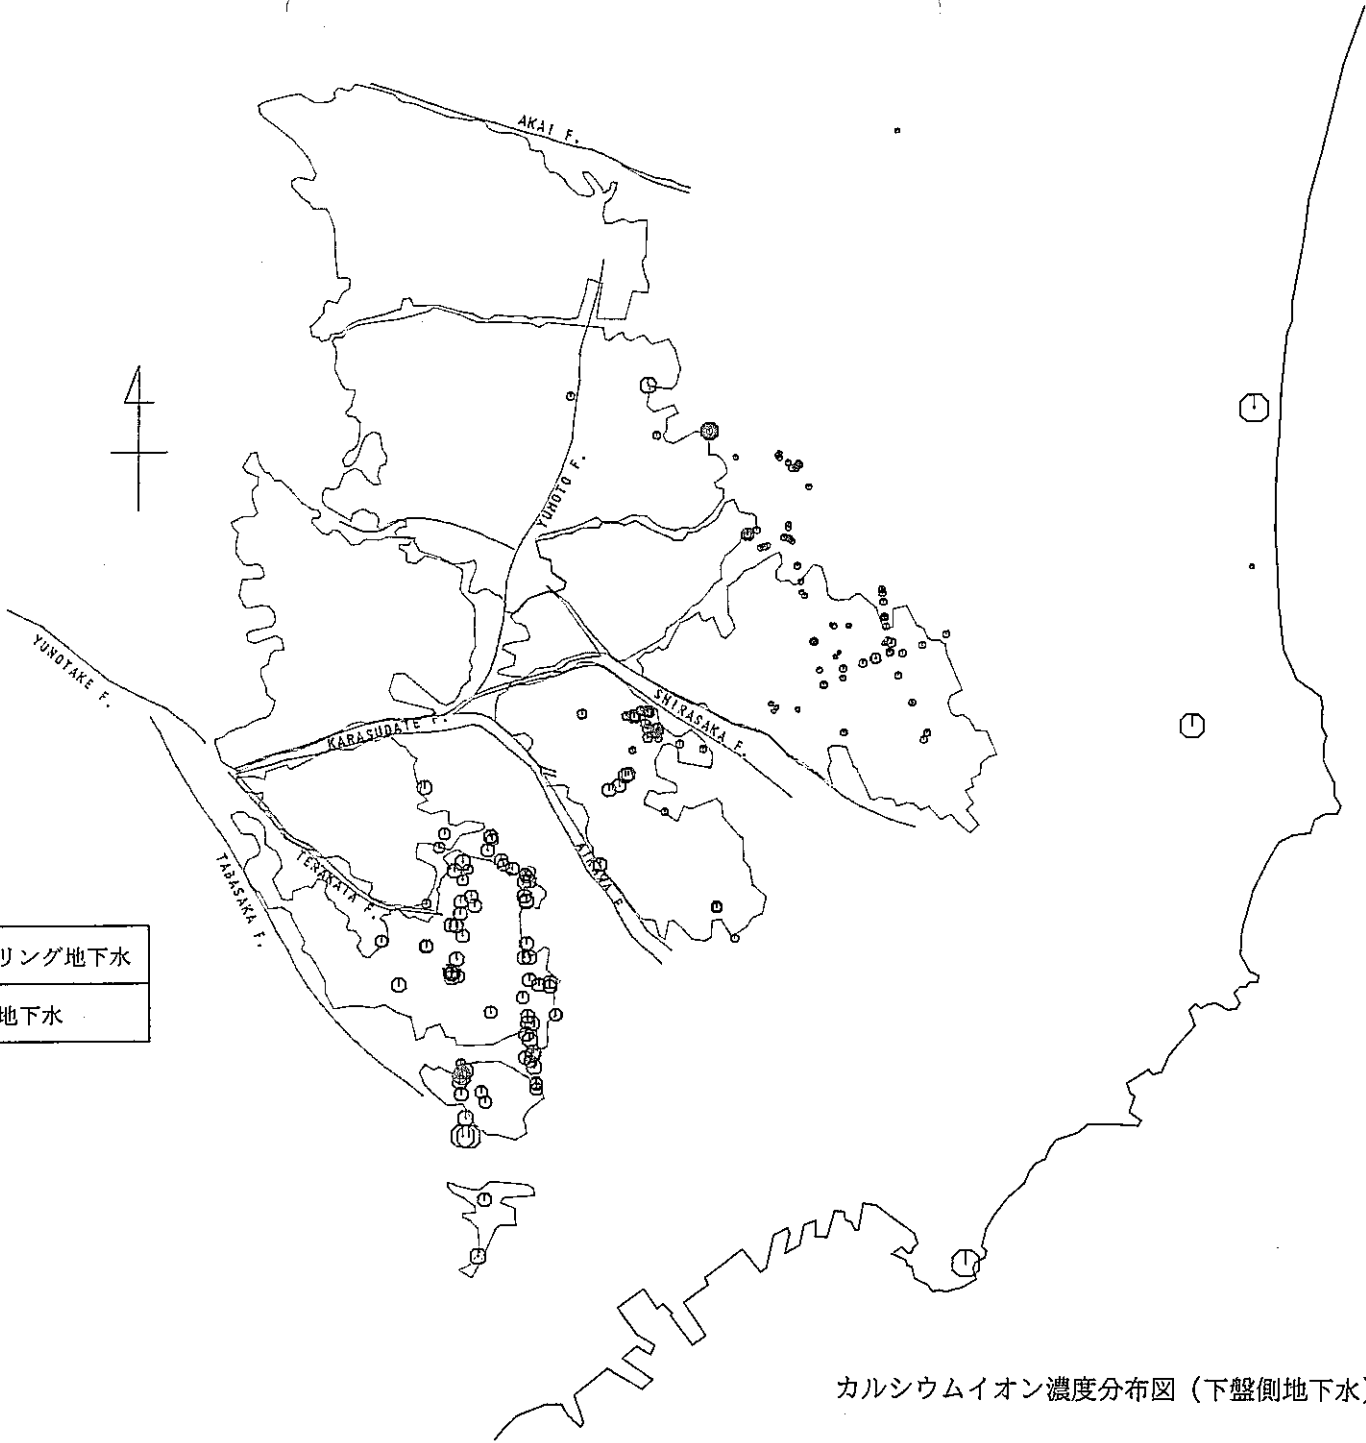 AKAI F.
YUMOTO F.
YUNOTAKE F.
SHIRASAKA F.
KARASUDATE F.
TERAKATA F.
TABASAKA F.
リング地下水
地下水
カルシウムイオン濃度分布図（下盤側地下水）